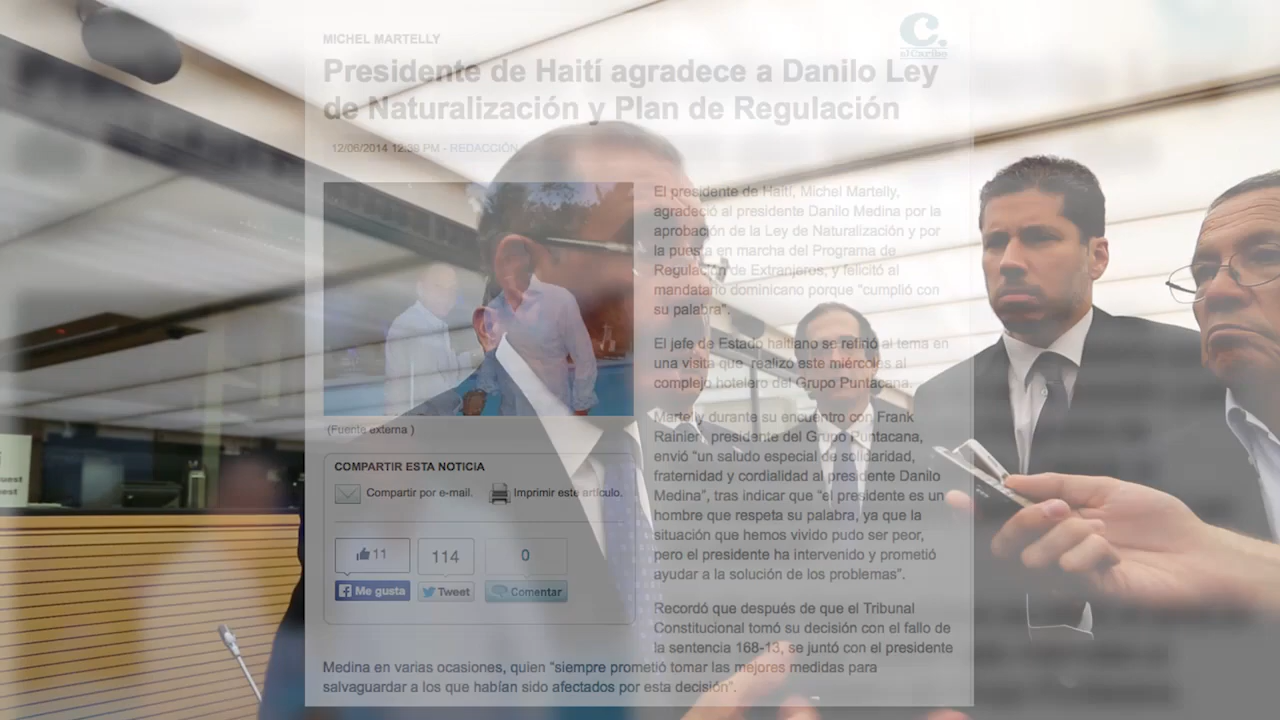 MICHEL MARTELLY
Presidente de Haití agradece a Danilo Ley
de Naturalización y Plan de Regulación
C.
elCaribe
12/06/2014 12:38 PM - REDACCIÓN
El presidente de Haití, Michel Martelly,
agradeció al presidente Danilo Medina por la
aprobación de la Ley de Naturalización y por
la puesta en marcha del Programa de
Regulación de Extranjeros, y felicitó al
mandatario dominicano porque "cumplió con
su palabra".
El jefe de Estado haitiano se refirió al tema en
una visita que realizó este miércoles al
complejo hotelero del Grupo Puntacana.
Martelly durante su encuentro con Frank
Rainieri, presidente del Grupo Puntacana,
envió "un saludo especial de solidaridad,
fraternidad y cordialidad al presidente Danilo
Medina", tras indicar que "el presidente es un
hombre que respeta su palabra, ya que la
situación que hemos vivido pudo ser peor,
pero el presidente ha intervenido y prometió
ayudar a la solución de los problemas".
Recordó que después de que el Tribunal
Constitucional tomó su decisión con el fallo de
la sentencia 168-13, se juntó con el presidente
Medina en varias ocasiones, quien "siempre prometió tomar las mejores medidas para
salvaguardar a los que habían sido afectados por esta decisión".
(Fuente externa )
COMPARTIR ESTA NOTICIA
Compartir por e-mail. Imprimir este artículo.
11 114 0
Me gusta Tweet Comentar